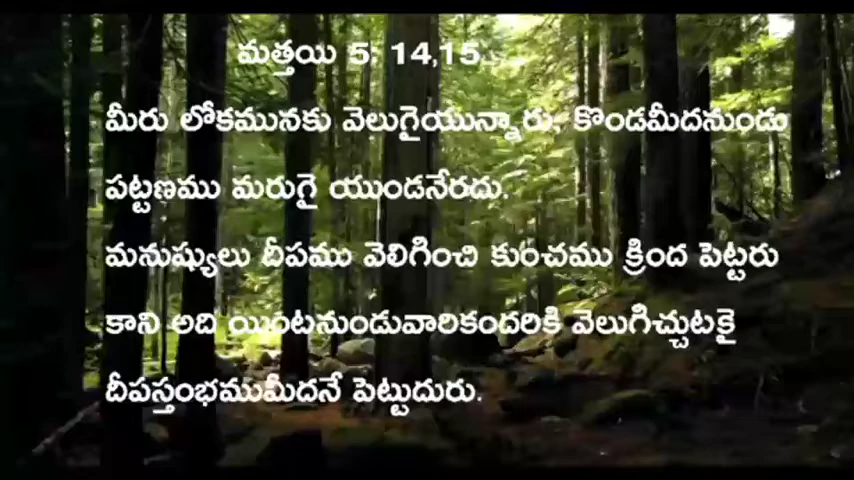 మత్తయి 5: 14,15
మీరు లోకమునకు వెలుగైయున్నారు; కొండమీదనుండు
పట్టణము మరుగై యుండనేరదు.
మనుష్యులు దీపము వెలిగించి కుంచము క్రింద పెట్టరు
కాని అది యింటనుండువారికందరికి వెలుగిచ్చుటకై
దీపస్తంభముమీదనే పెట్టుదురు.